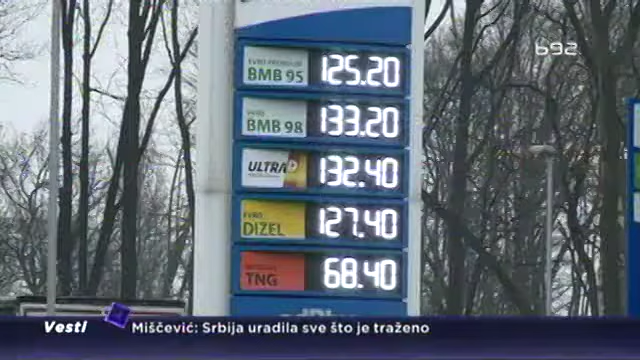 B92
EVRO PREMIUM
BMB 95 125.20
EVRO
BMB 98 133.20
ULTRA D 132.40
EVRO
DIZEL 127.40
TNG 68.40
Vesti Miščević: Srbija uradila sve što je traženo